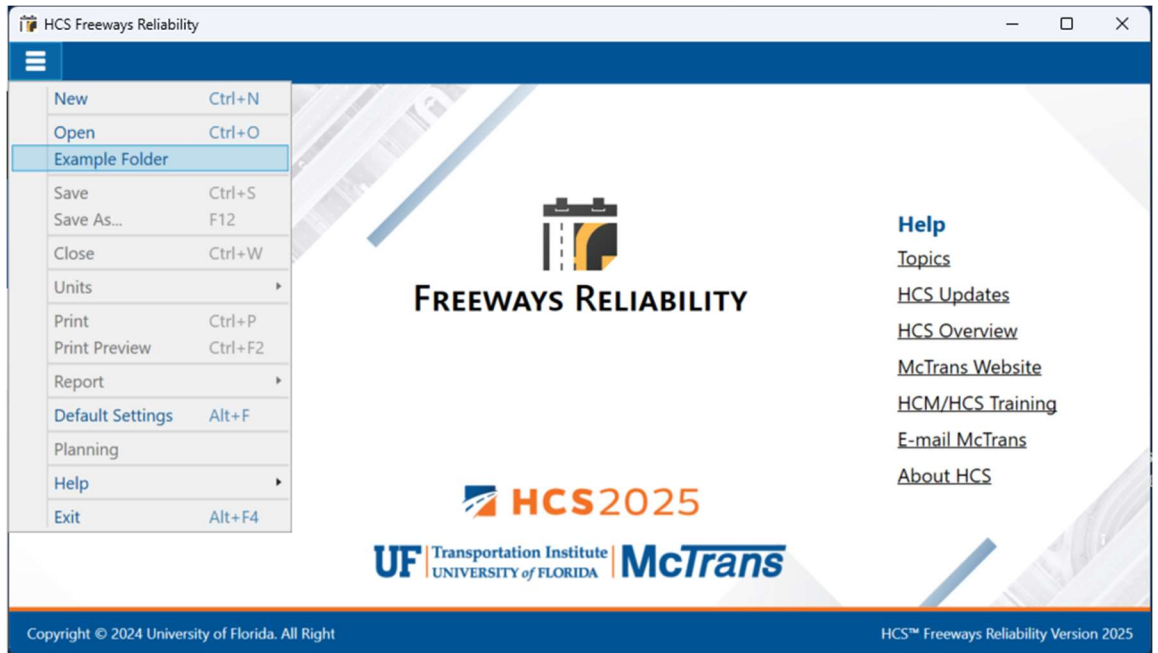 HCS Freeways Reliability
New Ctrl+N
Open Ctrl+O
Example Folder
Save Ctrl+S
Save As... F12
Close Ctrl+W
Units
Print Ctrl+P
Print Preview Ctrl+F2
Report
Default Settings Alt+F
Planning
Help
Exit Alt+F4
FREEWAYS RELIABILITY
HCS2025
UF Transportation Institute
UNIVERSITY of FLORIDA
McTrans
Help
Topics
HCS Updates
HCS Overview
McTrans Website
HCM/HCS Training
E-mail McTrans
About HCS
Copyright © 2024 University of Florida. All Right
HCS™ Freeways Reliability Version 2025